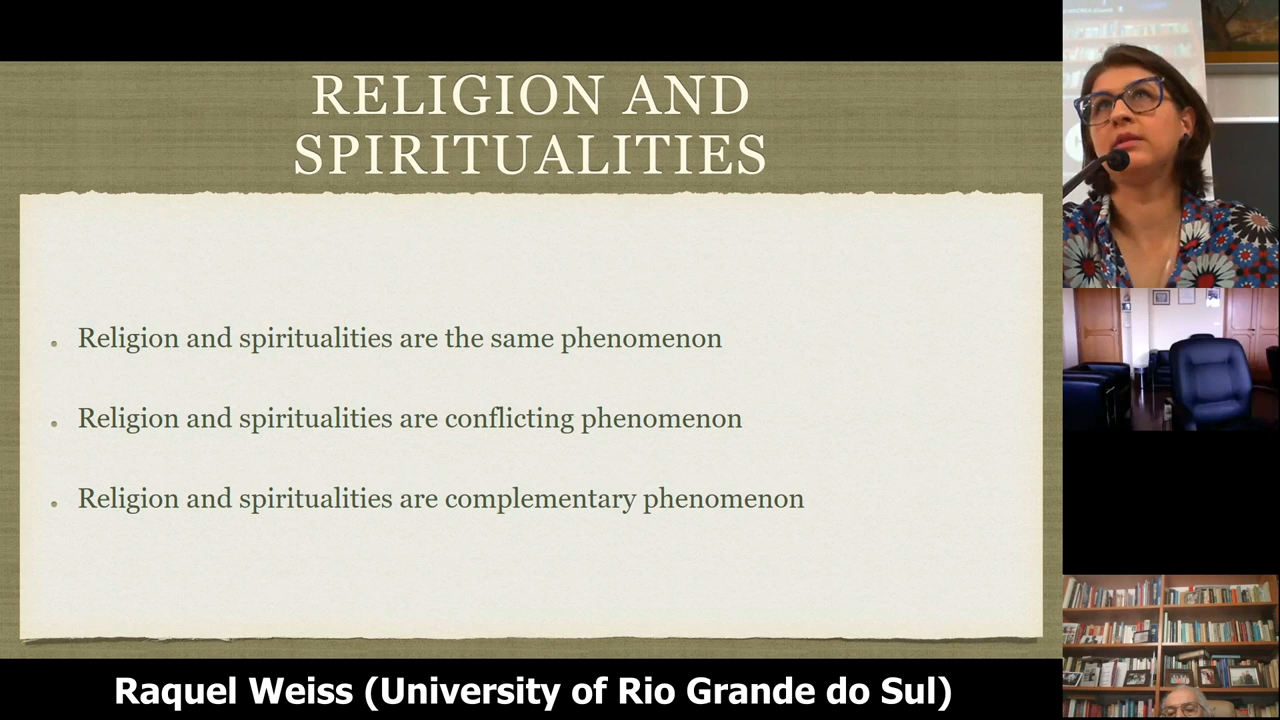 RELIGION AND
SPIRITUALITIES
Religion and spiritualities are the same phenomenon
Religion and spiritualities are conflicting phenomenon
Religion and spiritualities are complementary phenomenon
Raquel Weiss (University of Rio Grande do Sul)